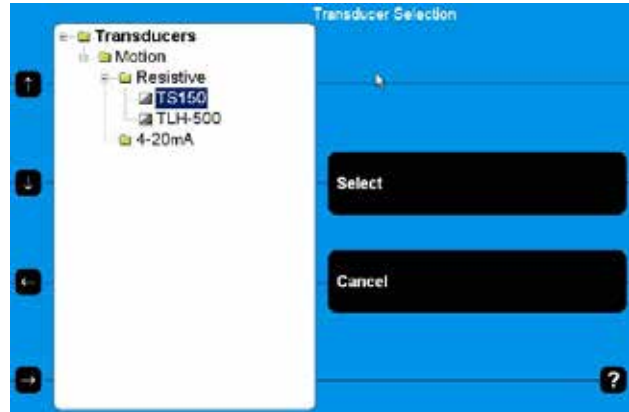 Transducer Selection
Transducers
Motion
Resistive
TS150
TLH-500
4-20mA
Select
Cancel
?